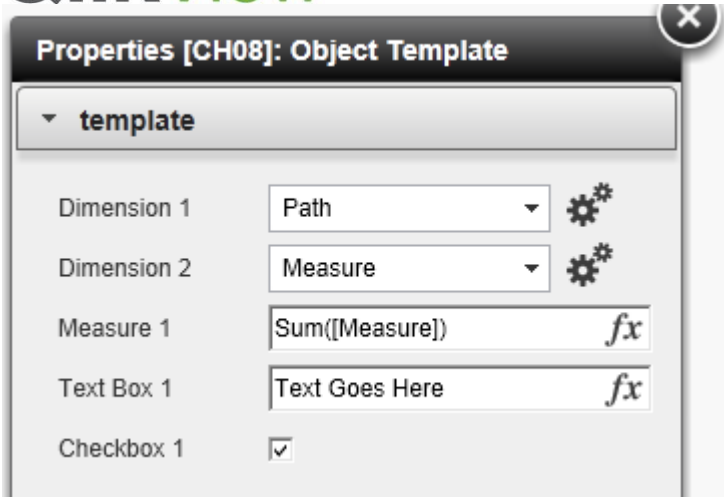 Properties [CH08]: Object Template
template
Dimension 1 Path
Dimension 2 Measure
Measure 1 Sum([Measure]) fx
Text Box 1 Text Goes Here fx
Checkbox 1